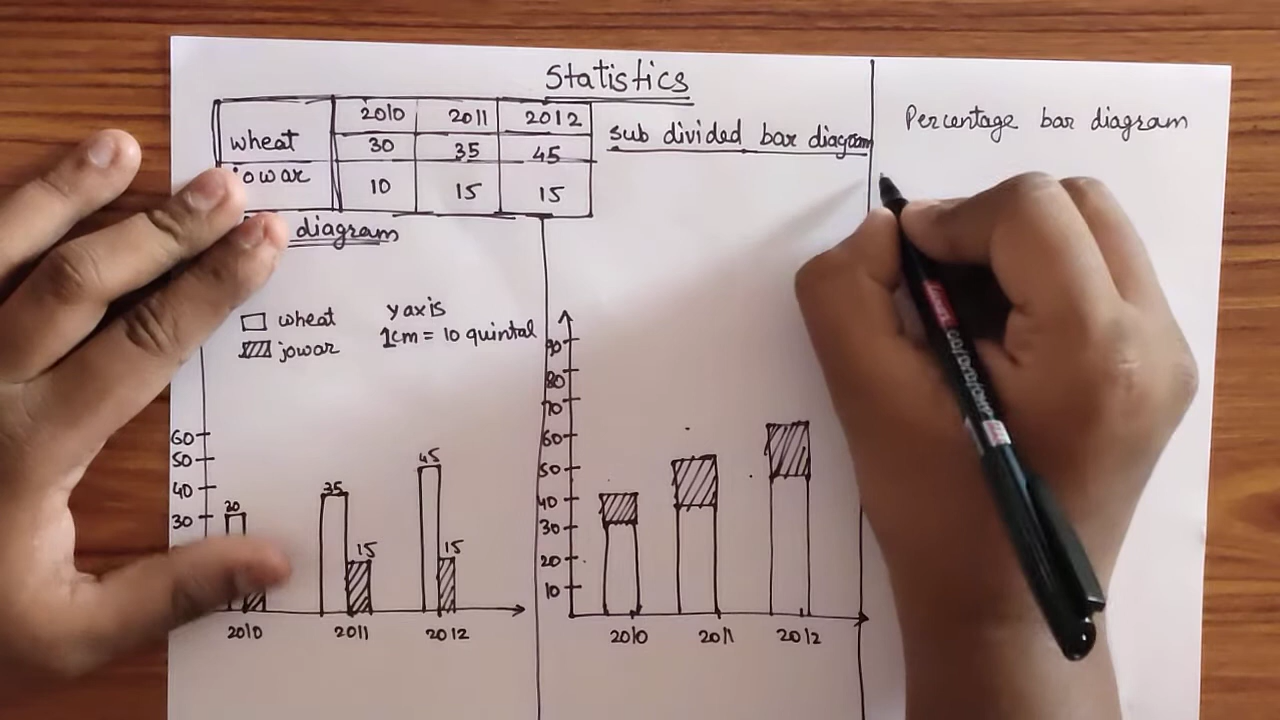 Statistics
2010 2011 2012
wheat 30 35 45
jowar 10 15 15
sub divided bar diagram
Percentage bar diagram
diagram
wheat
jowar
y axis
1cm = 10 quintal
60
50
40
30
30
35
15
45
15
2010 2011 2012
90
80
70
60
50
40
30
20
10
2010 2011 2012